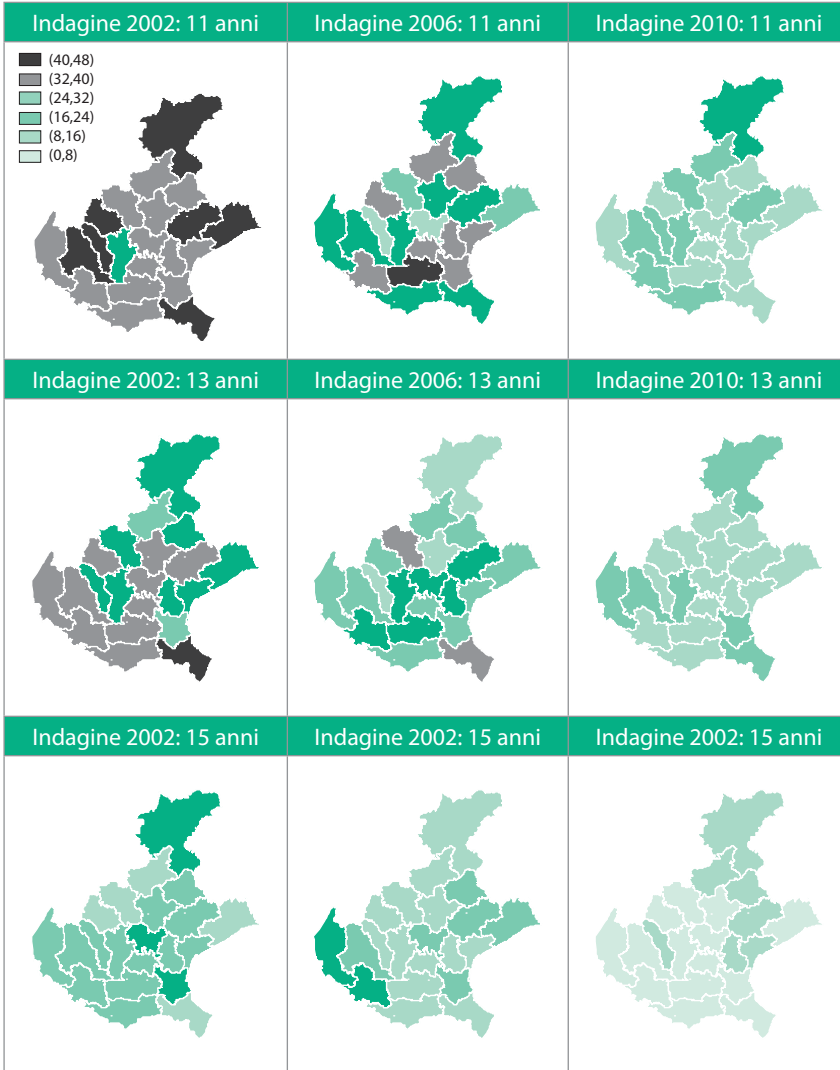 Indagine 2002: 11 anni
Indagine 2006: 11 anni
Indagine 2010: 11 anni
(40,48)
(32,40)
(24,32)
(16,24)
(8,16)
(0,8)
Indagine 2002: 13 anni
Indagine 2006: 13 anni
Indagine 2010: 13 anni
Indagine 2002: 15 anni
Indagine 2002: 15 anni
Indagine 2002: 15 anni